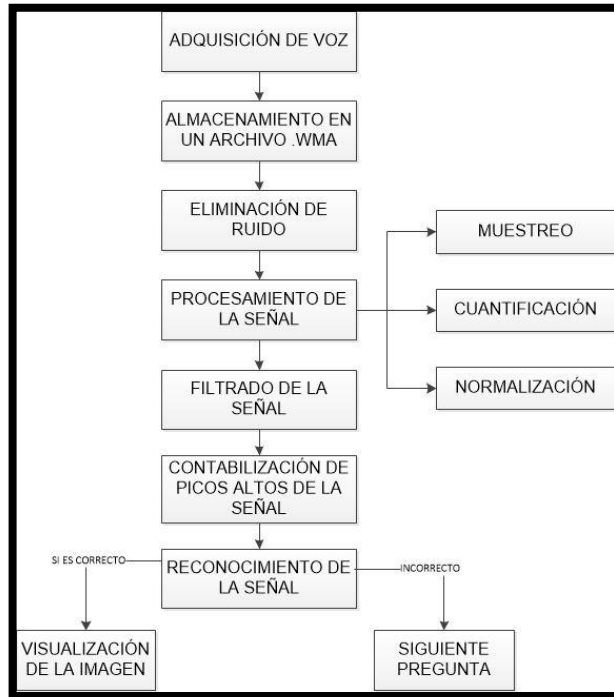 ADQUISICIÓN DE VOZ
ALMACENAMIENTO EN
UN ARCHIVO .WMA
ELIMINACIÓN DE
RUIDO
PROCESAMIENTO DE
LA SEÑAL
MUESTREO
CUANTIFICACIÓN
NORMALIZACIÓN
FILTRADO DE LA
SEÑAL
CONTABILIZACIÓN DE
PICOS ALTOS DE LA
SEÑAL
RECONOCIMIENTO DE
LA SEÑAL
SI ES CORRECTO
INCORRECTO
VISUALIZACIÓN
DE LA IMAGEN
SIGUIENTE
PREGUNTA